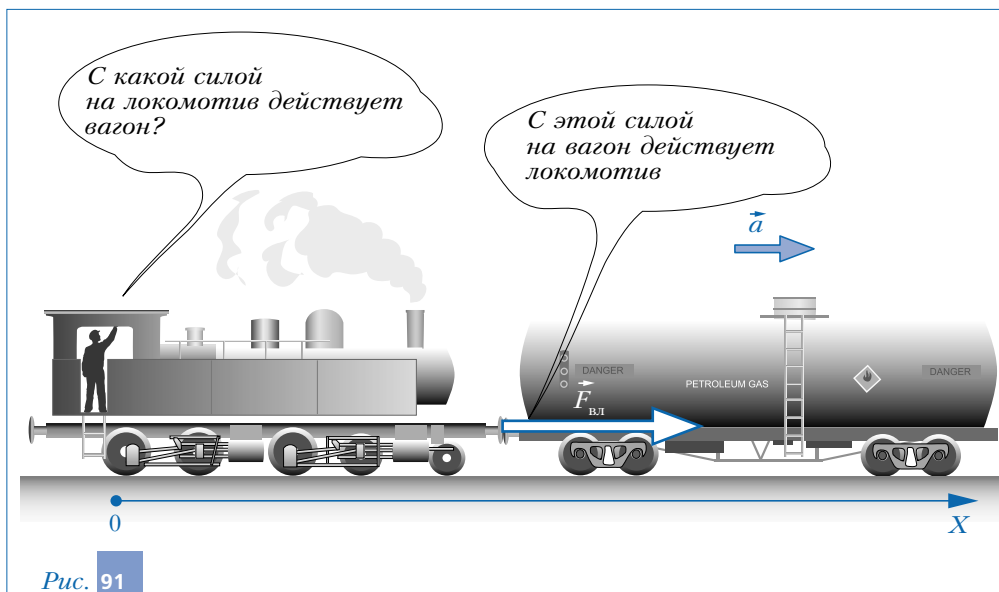 С какой силой
на локомотив действует
вагон?
С этой силой
на вагон действует
локомотив
a
DANGER
PETROLEUM GAS
DANGER
Fвл
0
X
Рис. 91